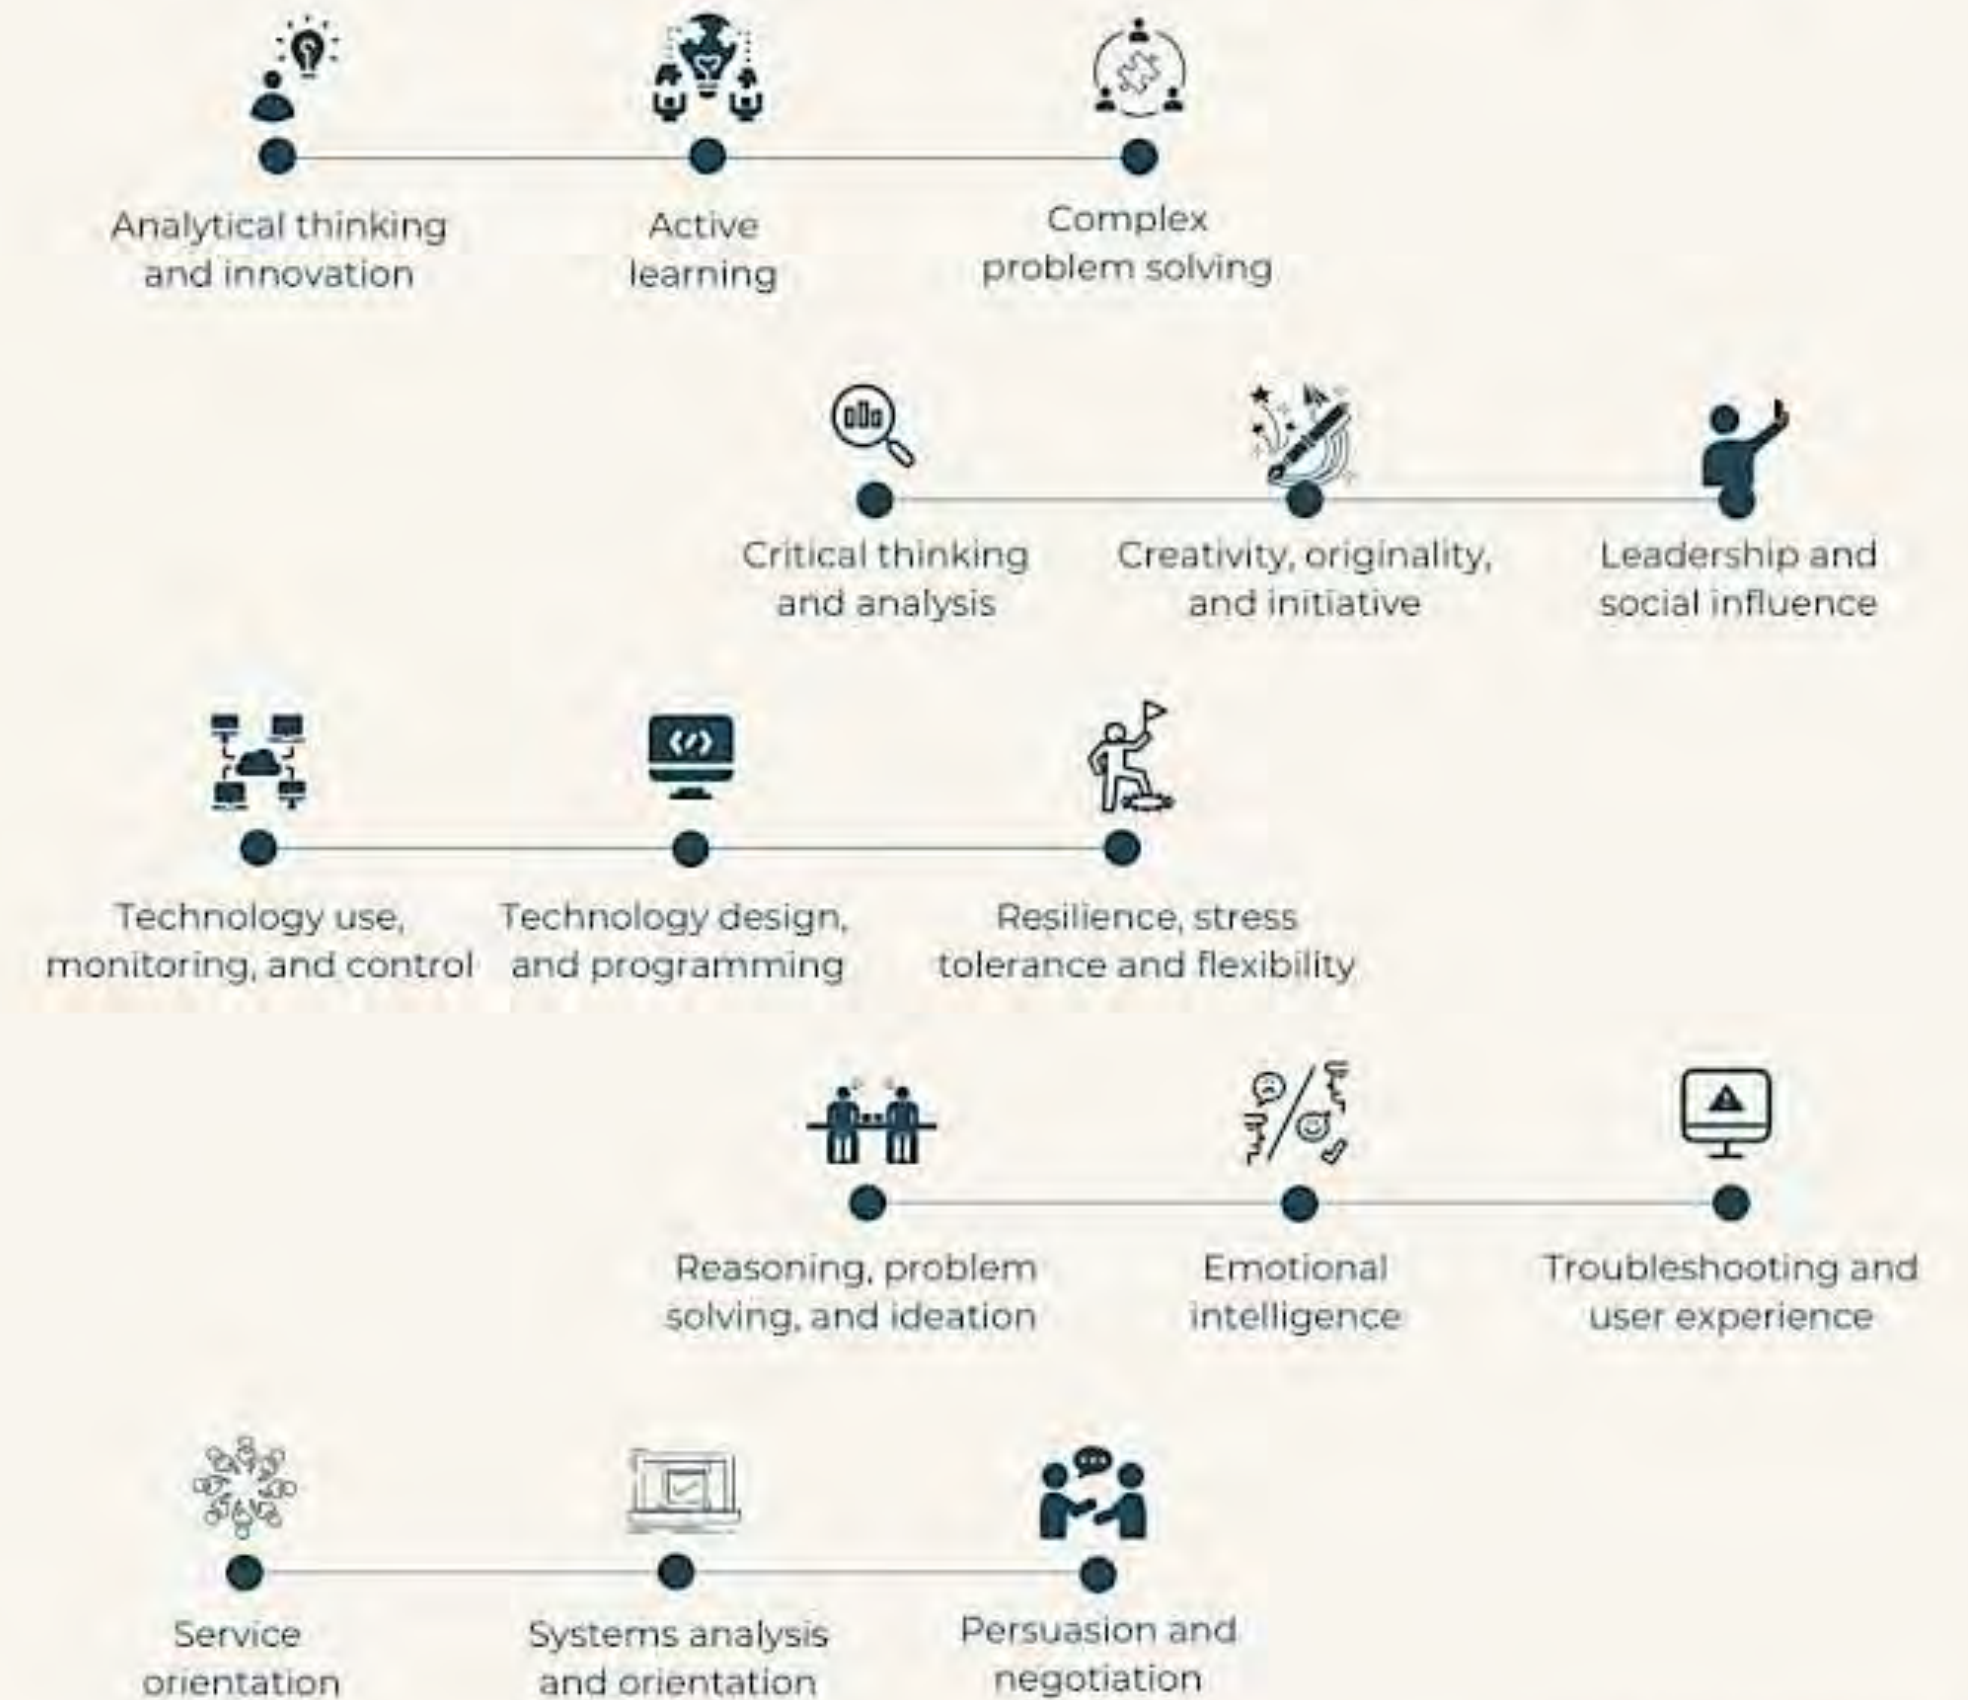 Analytical thinking
and innovation
Active
learning
Complex
problem solving
Critical thinking
and analysis
Creativity, originality,
and initiative
Leadership and
social influence
Technology use,
monitoring, and control
Technology design,
and programming
Resilience, stress
tolerance and flexibility
Reasoning, problem
solving, and ideation
Emotional
intelligence
Troubleshooting and
user experience
Service
orientation
Systems analysis
and orientation
Persuasion and
negotiation